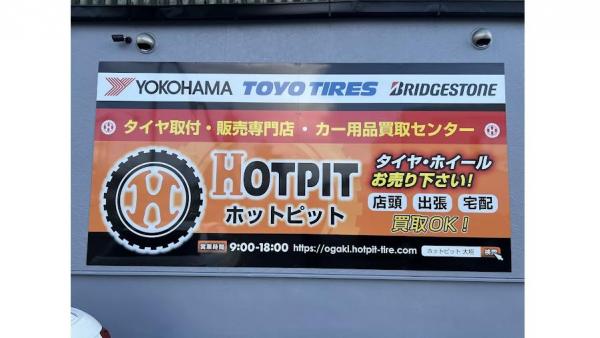 YOKOHAMA TOYO TIRES BRIDGESTONE
タイヤ取付・販売専門店・カー用品買取センター
HOTPIT
ホットピット
タイヤ・ホイール
お売り下さい!
店頭 出張 宅配
買取OK!
営業時間 9:00-18:00 https://ogaki.hotpit-tire.com ホットピット 大垣 検索